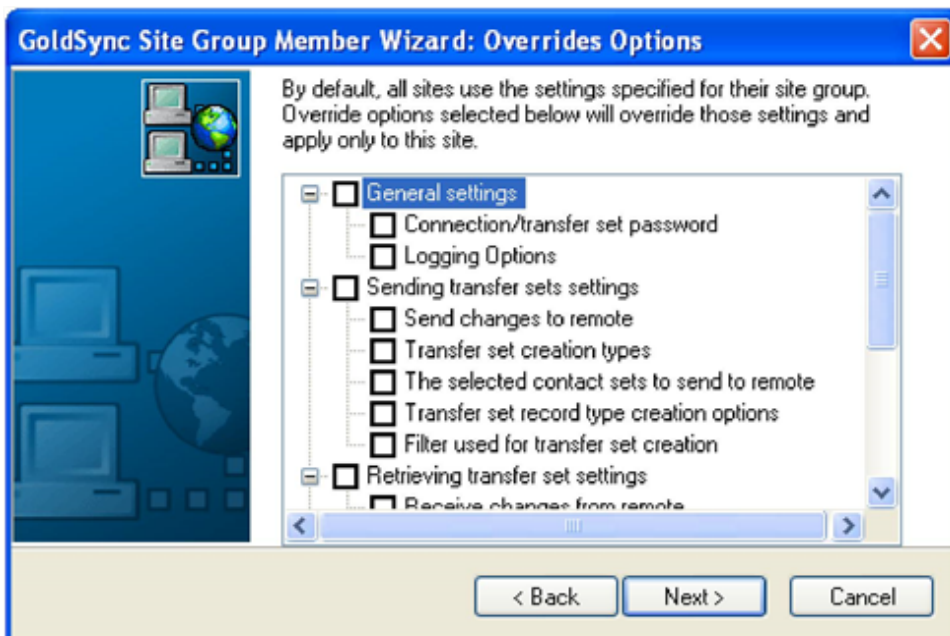 GoldSync Site Group Member Wizard: Overrides Options
By default, all sites use the settings specified for their site group.
Override options selected below will override those settings and
apply only to this site.
General settings
Connection/transfer set password
Logging Options
Sending transfer sets settings
Send changes to remote
Transfer set creation types
The selected contact sets to send to remote
Transfer set record type creation options
Filter used for transfer set creation
Retrieving transfer set settings
Receive changes from remote
< Back
Next >
Cancel